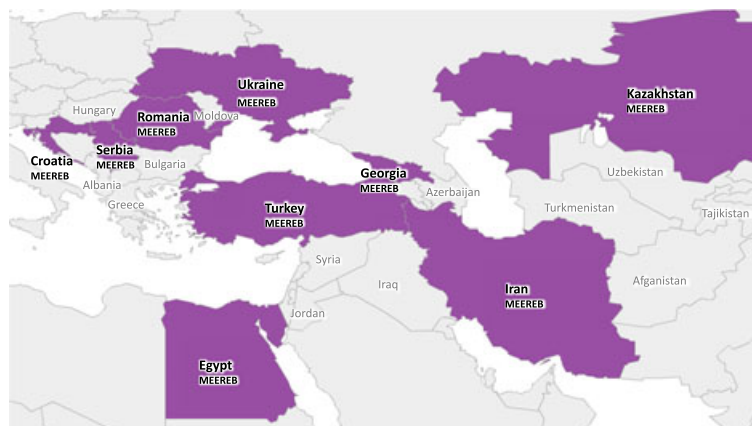 Ukraine
MEEREB
Kazakhstan
MEEREB
Hungary
Romania
MEEREB
Moldova
Serbia
MEEREB
Croatia
MEEREB
Bulgaria
Albania
Greece
Georgia
MEEREB
Azerbaijan
Uzbekistan
Turkmenistan
Tajikistan
Turkey
MEEREB
Syria
Iraq
Afganistan
Iran
MEEREB
Jordan
Egypt
MEEREB